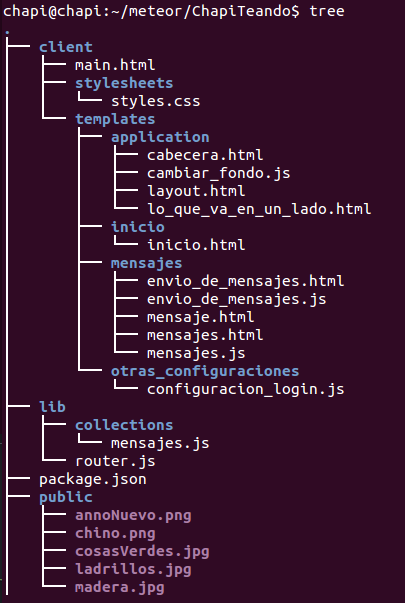 chapi@chapi:~/meteor/ChapiTeando$ tree
.
├── client
│   ├── main.html
│   ├── stylesheets
│   │   └── styles.css
│   └── templates
│       ├── application
│       │   ├── cabecera.html
│       │   ├── cambiar_fondo.js
│       │   ├── layout.html
│       │   └── lo_que_va_en_un_lado.html
│       ├── inicio
│       │   └── inicio.html
│       ├── mensajes
│       │   ├── envio_de_mensajes.html
│       │   ├── envio_de_mensajes.js
│       │   ├── mensaje.html
│       │   ├── mensajes.html
│       │   └── mensajes.js
│       └── otras_configuraciones
│           └── configuracion_login.js
├── lib
│   ├── collections
│   │   └── mensajes.js
│   └── router.js
├── package.json
├── public
│   ├── annoNuevo.png
│   ├── chino.png
│   ├── cosasVerdes.jpg
│   ├── ladrillos.jpg
│   └── madera.jpg